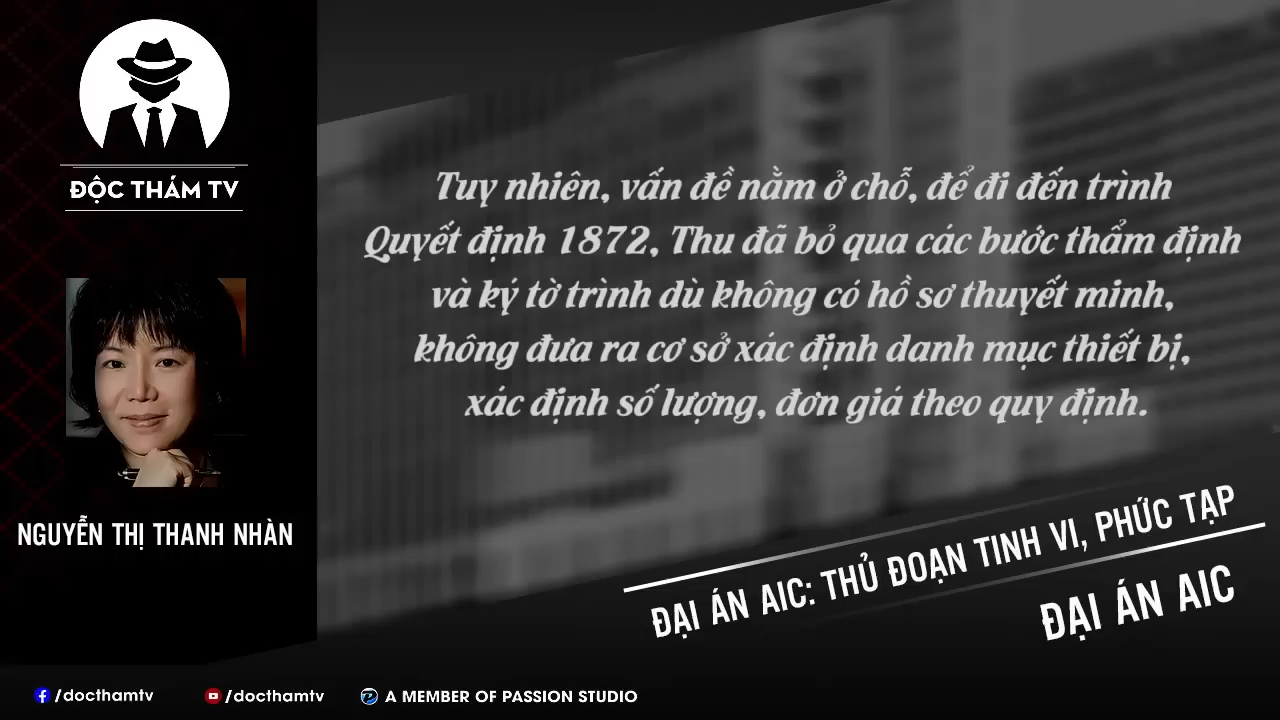 ĐỘC THÁM TV
NGUYỄN THỊ THANH NHÀN
Tuy nhiên, vấn đề nằm ở chỗ, để đi đến trình
Quyết định 1872, Thu đã bỏ qua các bước thẩm định
và ký tờ trình dù không có hồ sơ thuyết minh,
không đưa ra cơ sở xác định danh mục thiết bị,
xác định số lượng, đơn giá theo quy định.
ĐẠI ÁN AIC: THỦ ĐOẠN TINH VI, PHỨC TẠP
ĐẠI ÁN AIC
/docthamtv
/docthamtv
A MEMBER OF PASSION STUDIO